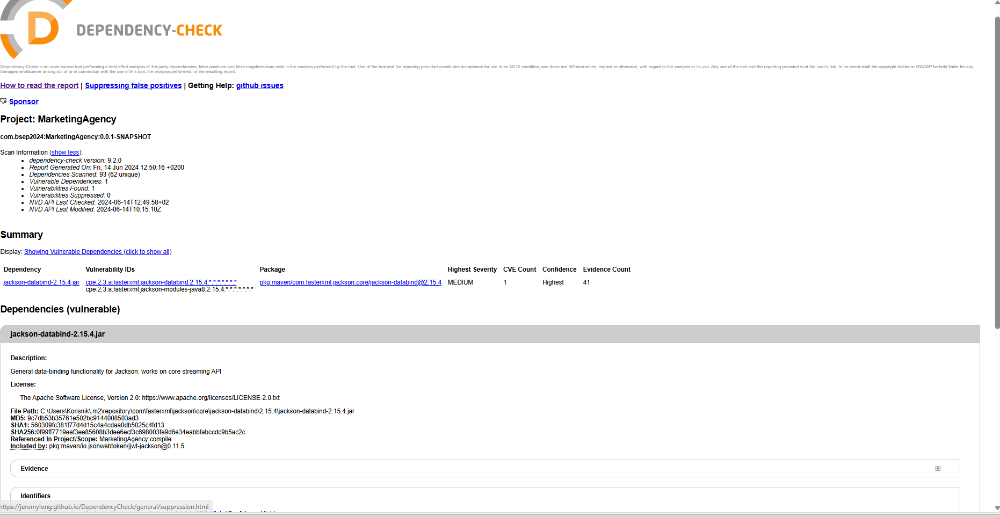 DEPENDENCY-CHECK
Dependency-Check is an open source tool performing a best effort analysis of 3rd party dependencies; false positives and false negatives may exist in the analysis performed by the tool. Use of the tool and the reporting provided constitutes acceptance for use in an AS IS condition, and there are NO warranties, implied or otherwise, with regard to the analysis or its use. Any use of the tool and the reporting provided is at the user's risk. In no event shall the copyright holder or OWASP be held liable for any
damages whatsoever arising out of or in connection with the use of this tool, the analysis performed, or the resulting report.
How to read the report | Suppressing false positives | Getting Help: github issues
Sponsor
Project: MarketingAgency
com.bsep2024:MarketingAgency:0.0.1-SNAPSHOT
Scan Information (show less):
• dependency-check version: 9.2.0
• Report Generated On: Fri, 14 Jun 2024 12:50:16 +0200
• Dependencies Scanned: 93 (62 unique)
• Vulnerable Dependencies: 1
• Vulnerabilities Found: 1
• Vulnerabilities Suppressed: 0
• NVD API Last Checked: 2024-06-14T12:49:58+02
• NVD API Last Modified: 2024-06-14T10:15:10Z
Summary
Display: Showing Vulnerable Dependencies (click to show all)
Dependency Vulnerability IDs Package Highest Severity CVE Count Confidence Evidence Count
jackson-databind-2.15.4.jar cpe:2.3:a:fasterxml:jackson-databind:2.15.4:*:*:*:*:*:*:* pkg:maven/com.fasterxml.jackson.core/jackson-databind@2.15.4 MEDIUM 1 Highest 41
cpe:2.3:a:fasterxml:jackson-modules-java8:2.15.4:*:*:*:*:*:*:*
Dependencies (vulnerable)
jackson-databind-2.15.4.jar
Description:
General data-binding functionality for Jackson: works on core streaming API
License:
The Apache Software License, Version 2.0: https://www.apache.org/licenses/LICENSE-2.0.txt
File Path: C:\Users\Korisnik\.m2\repository\com\fasterxml\jackson\core\jackson-databind\2.15.4\jackson-databind-2.15.4.jar
MD5: 9c7db53b35761e502bc9144008503ad3
SHA1: 560309fc381f77d4d15c4a4cdaa0db5025c4fd13
SHA256:0f99ff7719eef3ee85608b3dee6ecf3c698003fe9d6e34eabbfabccdc9b5ac2c
Referenced In Project/Scope: MarketingAgency:compile
Included by: pkg:maven/io.jsonwebtoken/jjwt-jackson@0.11.5
Evidence
Identifiers
https://jeremylong.github.io/DependencyCheck/general/suppression.html